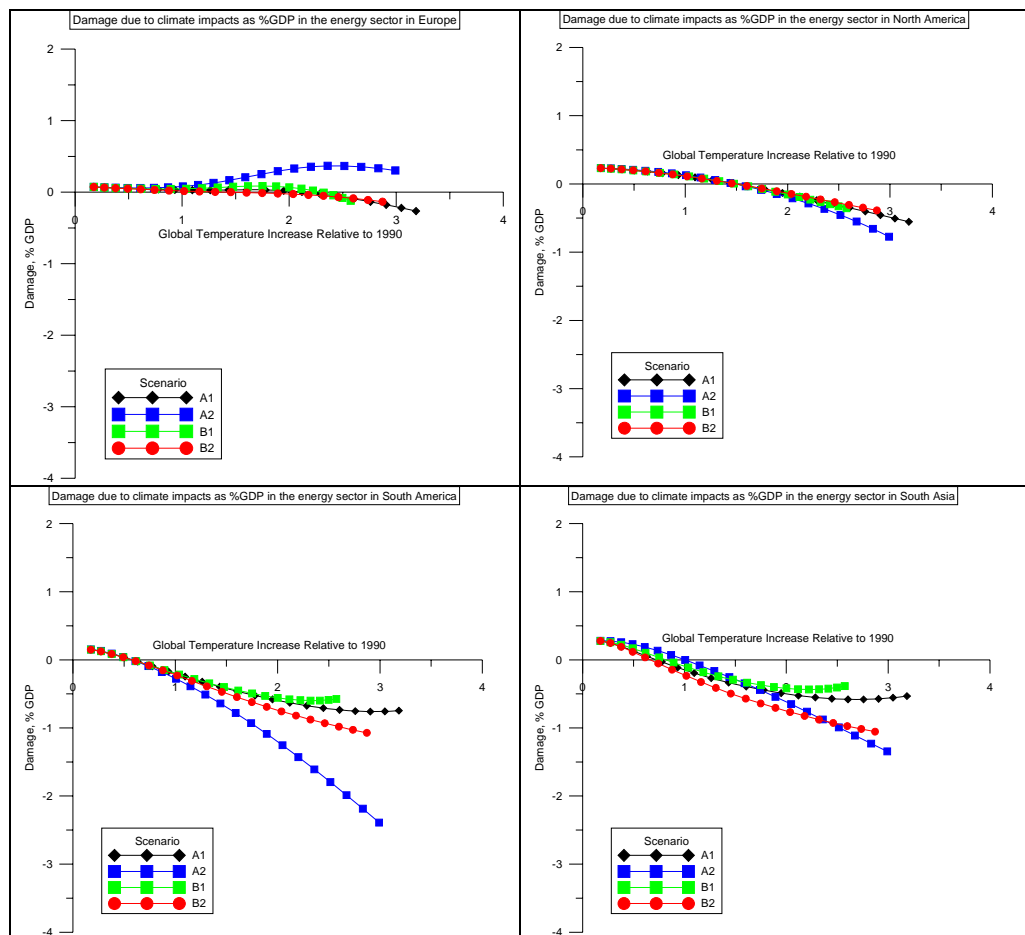 Damage due to climate impacts as %GDP in the energy sector in Europe
2
1
0
-1
-2
-3
-4
Damage, % GDP
0
1
2
3
4
Global Temperature Increase Relative to 1990
Scenario
A1
A2
B1
B2
Damage due to climate impacts as %GDP in the energy sector in North America
2
1
0
-1
-2
-3
-4
Damage, % GDP
0
1
2
3
4
Global Temperature Increase Relative to 1990
Scenario
A1
A2
B1
B2
Damage due to climate impacts as %GDP in the energy sector in South America
2
1
0
-1
-2
-3
-4
Damage, % GDP
0
1
2
3
4
Global Temperature Increase Relative to 1990
Scenario
A1
A2
B1
B2
Damage due to climate impacts as %GDP in the energy sector in South Asia
2
1
0
-1
-2
-3
-4
Damage, % GDP
0
1
2
3
4
Global Temperature Increase Relative to 1990
Scenario
A1
A2
B1
B2